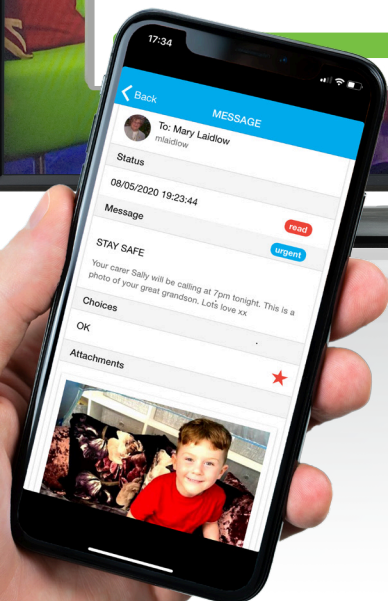 17:34
Back
MESSAGE
To: Mary Laidlow
mlaidlow
Status
08/05/2020 19:23:44
read
Message
urgent
STAY SAFE
Your carer Sally will be calling at 7pm tonight. This is a
photo of your great grandson. Lots love xx
Choices
OK
Attachments